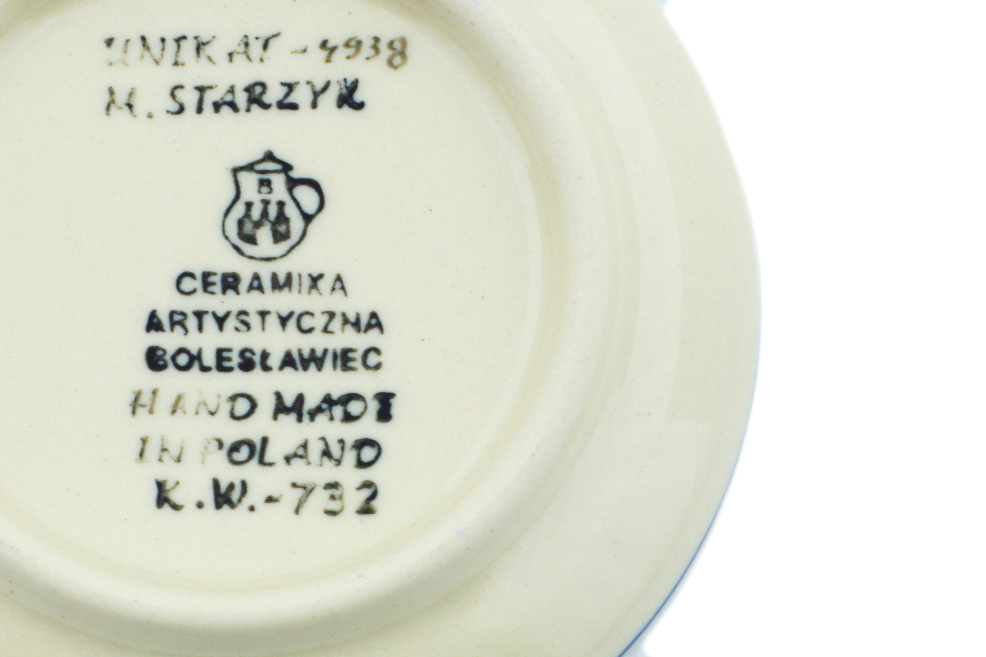 UNIKAT-4938
M. STARZYK
B
CERAMIKA
ARTYSTYCZNA
BOLESŁAWIEC
HAND MADE
IN POLAND
K.W.-732